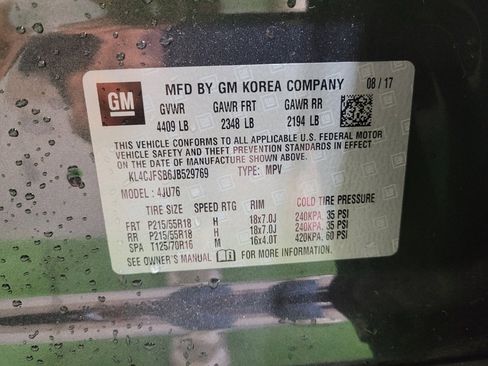 GM
MFD BY GM KOREA COMPANY 08 / 17
GVWR GAWR FRT GAWR RR
4409 LB 2348 LB 2194 LB
THIS VEHICLE CONFORMS TO ALL APPLICABLE U.S. FEDERAL MOTOR
VEHICLE SAFETY AND THEFT PREVENTION STANDARDS IN EFFECT
ON THE DATE OF MANUFACTURE SHOWN ABOVE.
KL4CJFSB6JB529769 TYPE: MPV
MODEL: 4JU76
TIRE SIZE SPEED RTG RIM COLD TIRE PRESSURE
FRT P215/55R18 H 18x7.0J 240KPA, 35 PSI
RR P215/55R18 H 18x7.0J 240KPA, 35 PSI
SPA T125/70R16 M 16x4.0T 420KPA, 60 PSI
SEE OWNER'S MANUAL FOR MORE INFORMATION.